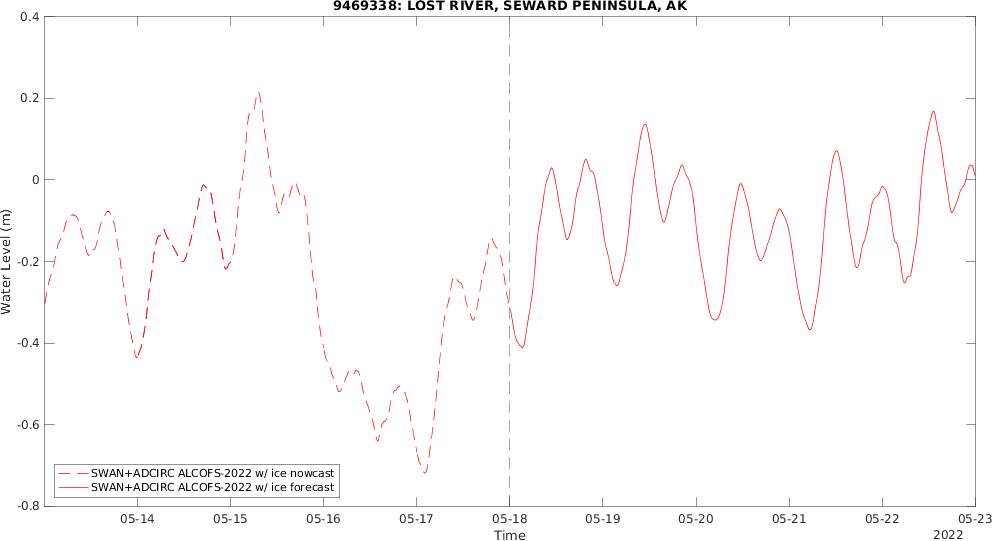 9469338: LOST RIVER, SEWARD PENINSULA, AK
0.4
0.2
0
-0.2
-0.4
-0.6
-0.8
Water Level (m)
SWAN+ADCIRC ALCOFS-2022 w/ ice nowcast
SWAN+ADCIRC ALCOFS-2022 w/ ice forecast
05-14 05-15 05-16 05-17 05-18 05-19 05-20 05-21 05-22 05-23
Time
2022